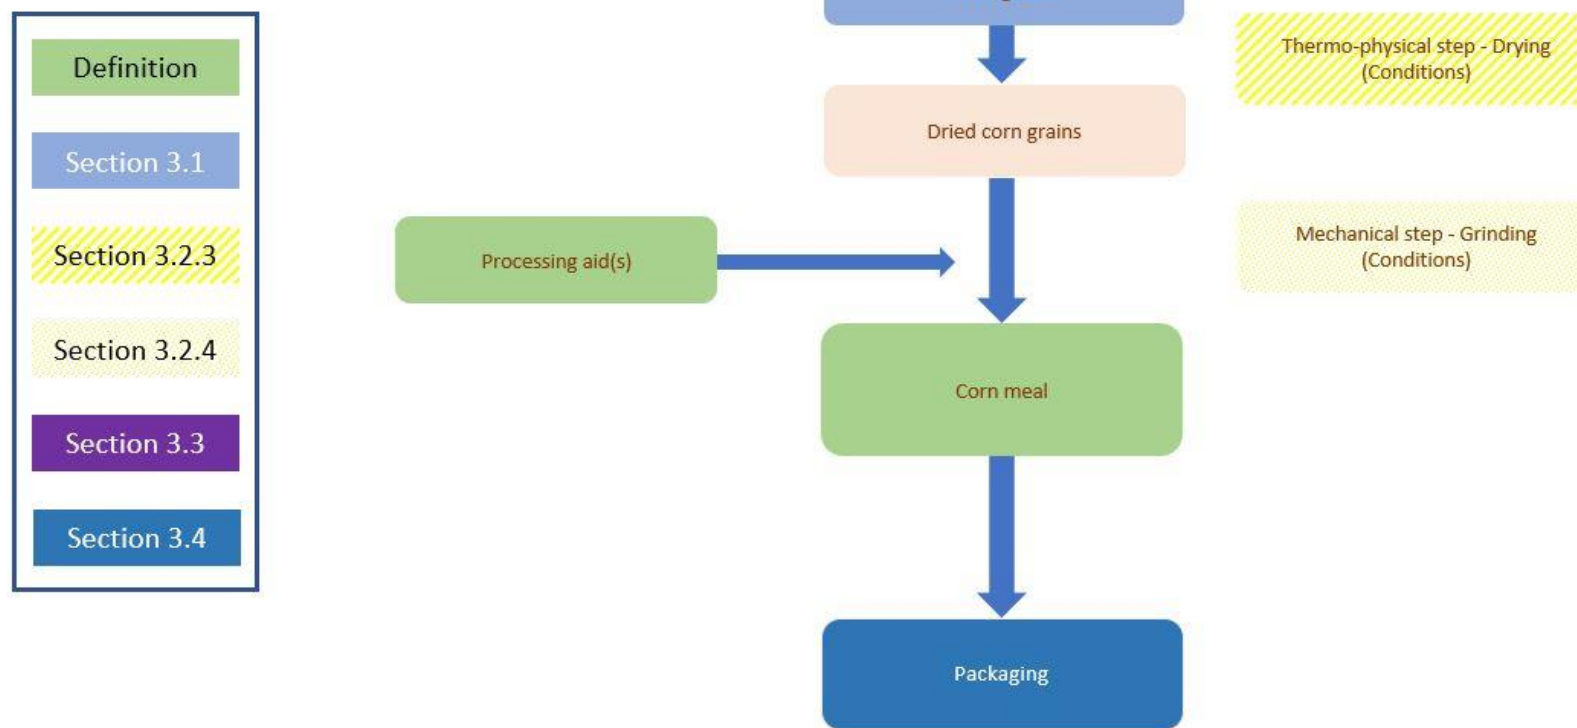 Definition
Section 3.1
Section 3.2.3
Section 3.2.4
Section 3.3
Section 3.4
Thermo-physical step - Drying
(Conditions)
Dried corn grains
Processing aid(s)
Mechanical step - Grinding
(Conditions)
Corn meal
Packaging